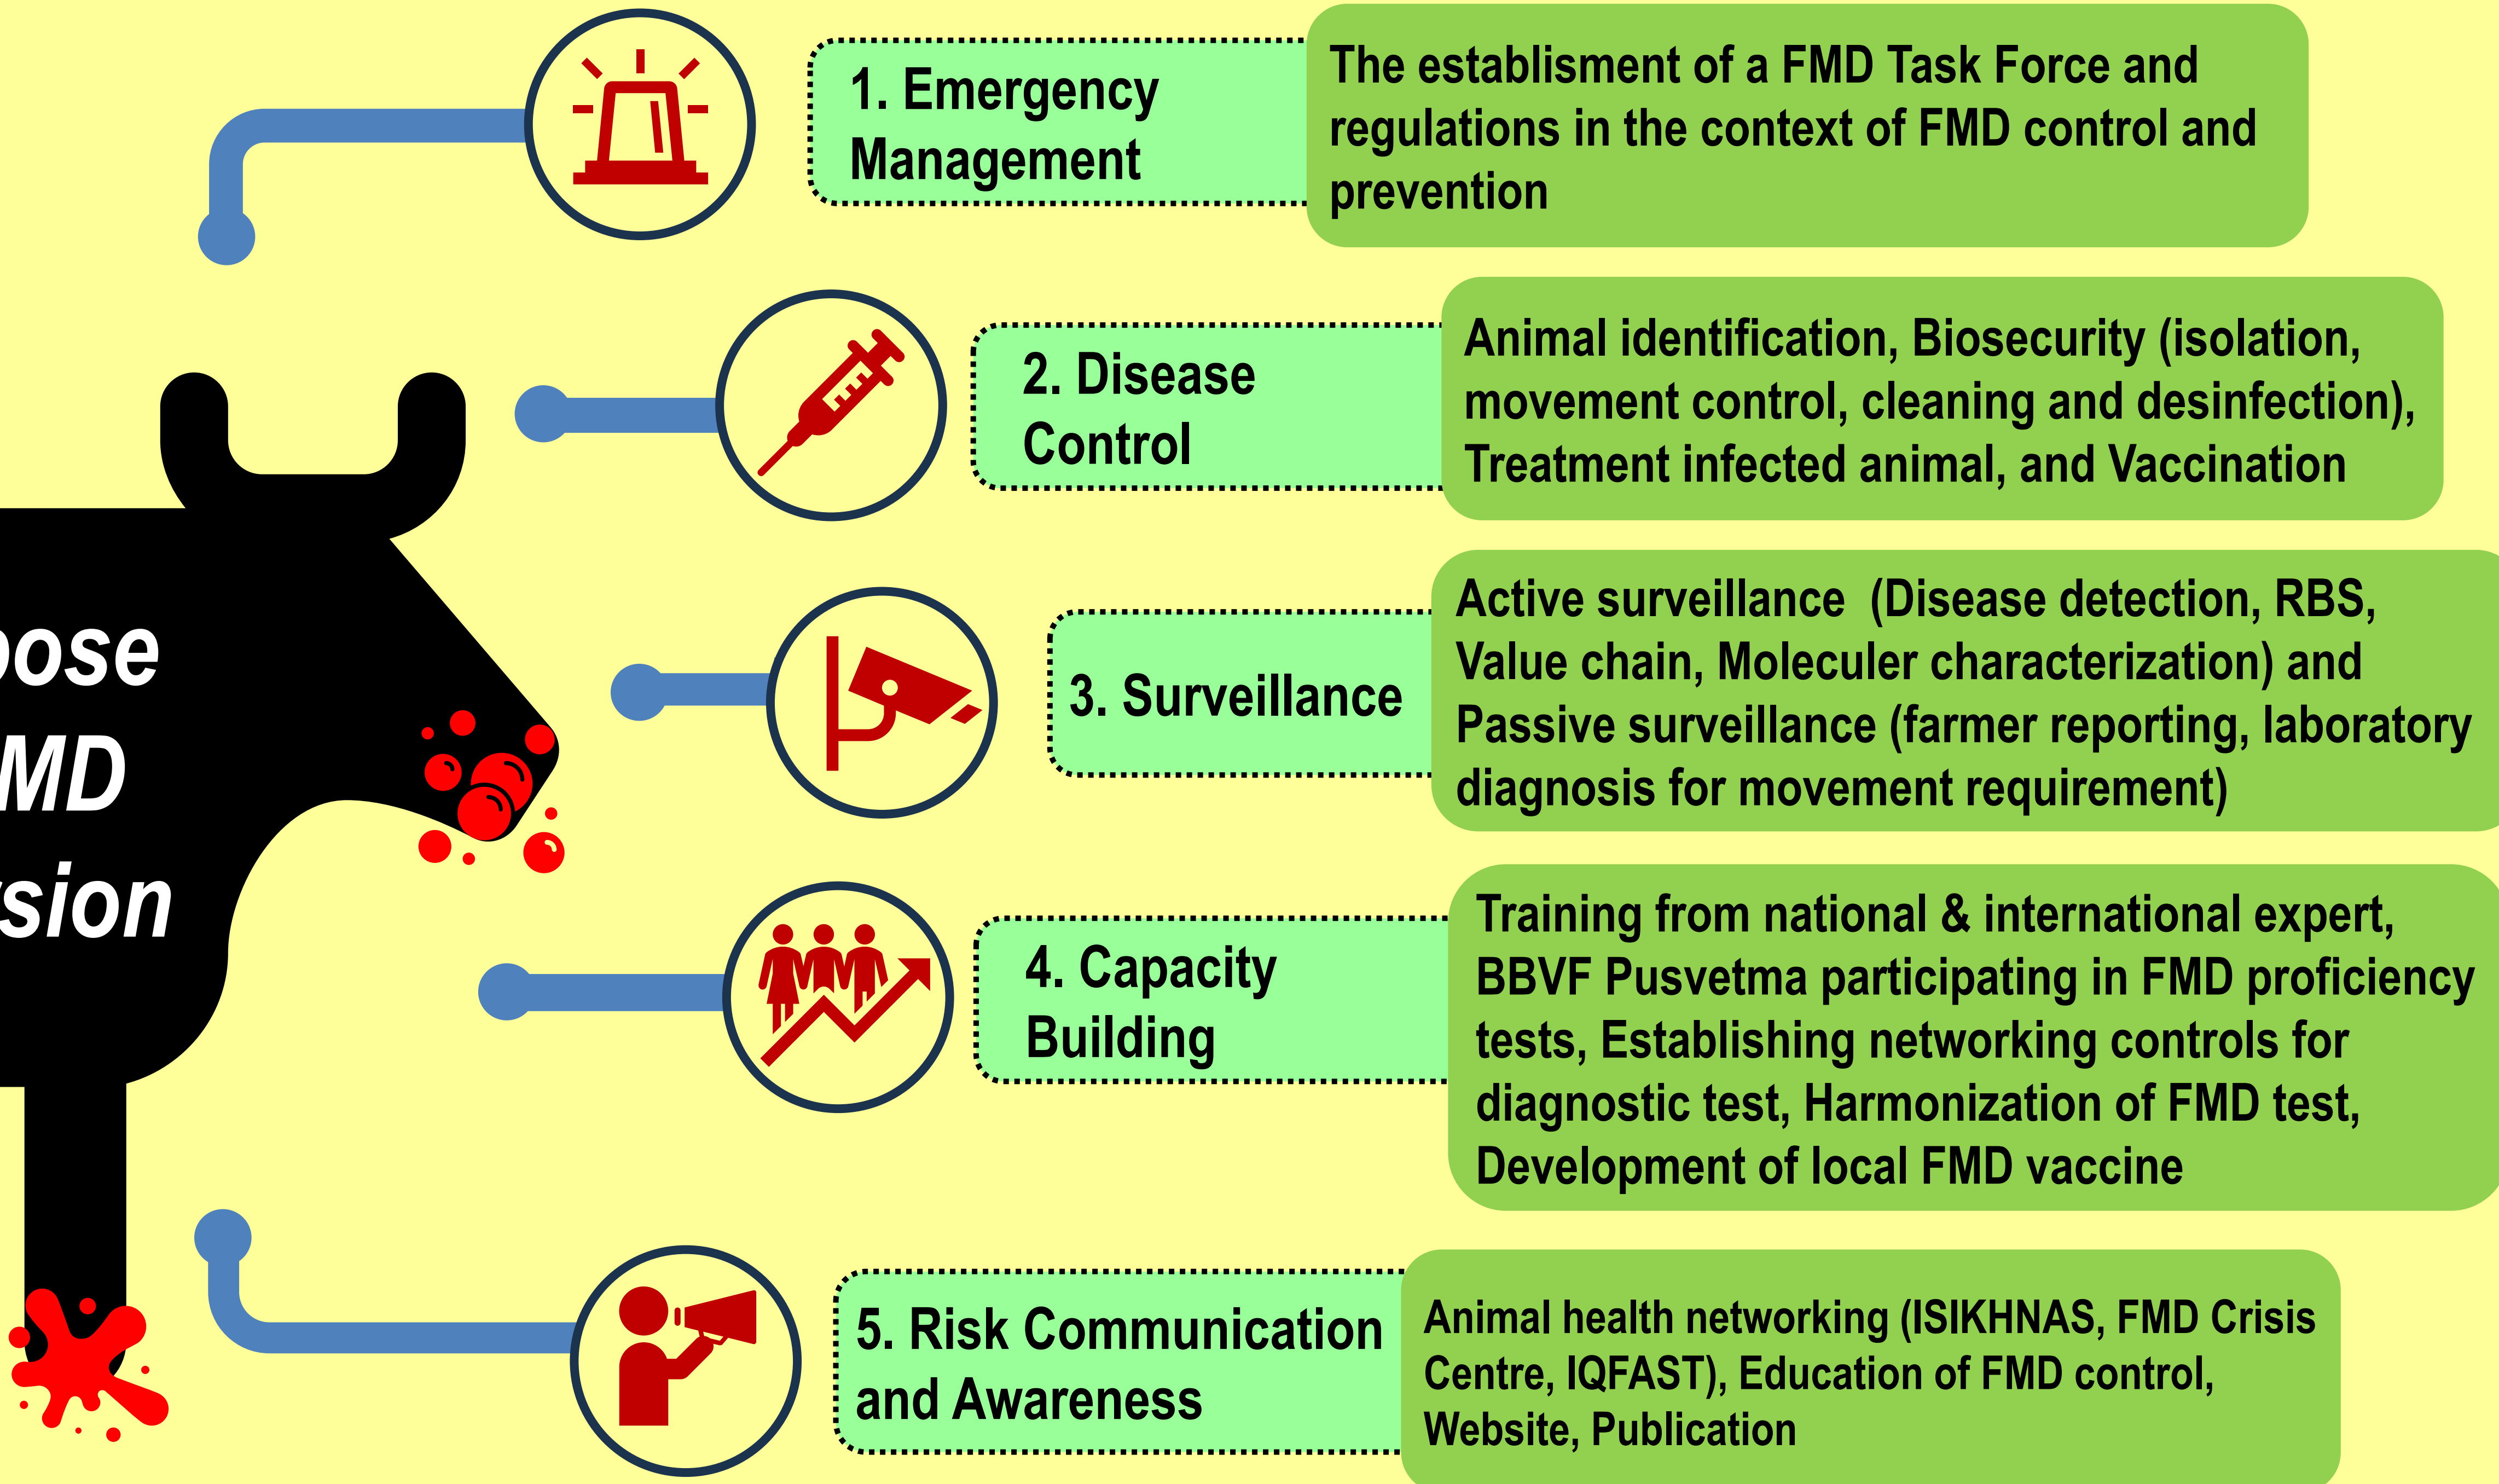 1. Emergency
Management
The establisment of a FMD Task Force and
regulations in the context of FMD control and
prevention
2. Disease
Control
Animal identification, Biosecurity (isolation,
movement control, cleaning and desinfection),
Treatment infected animal, and Vaccination
3. Surveillance
Active surveillance (Disease detection, RBS,
Value chain, Moleculer characterization) and
Passive surveillance (farmer reporting, laboratory
diagnosis for movement requirement)
4. Capacity
Building
Training from national & international expert,
BBVF Pusvetma participating in FMD proficiency
tests, Establishing networking controls for
diagnostic test, Harmonization of FMD test,
Development of local FMD vaccine
5. Risk Communication
and Awareness
Animal health networking (ISIKHNAS, FMD Crisis
Centre, IQFAST), Education of FMD control,
Website, Publication